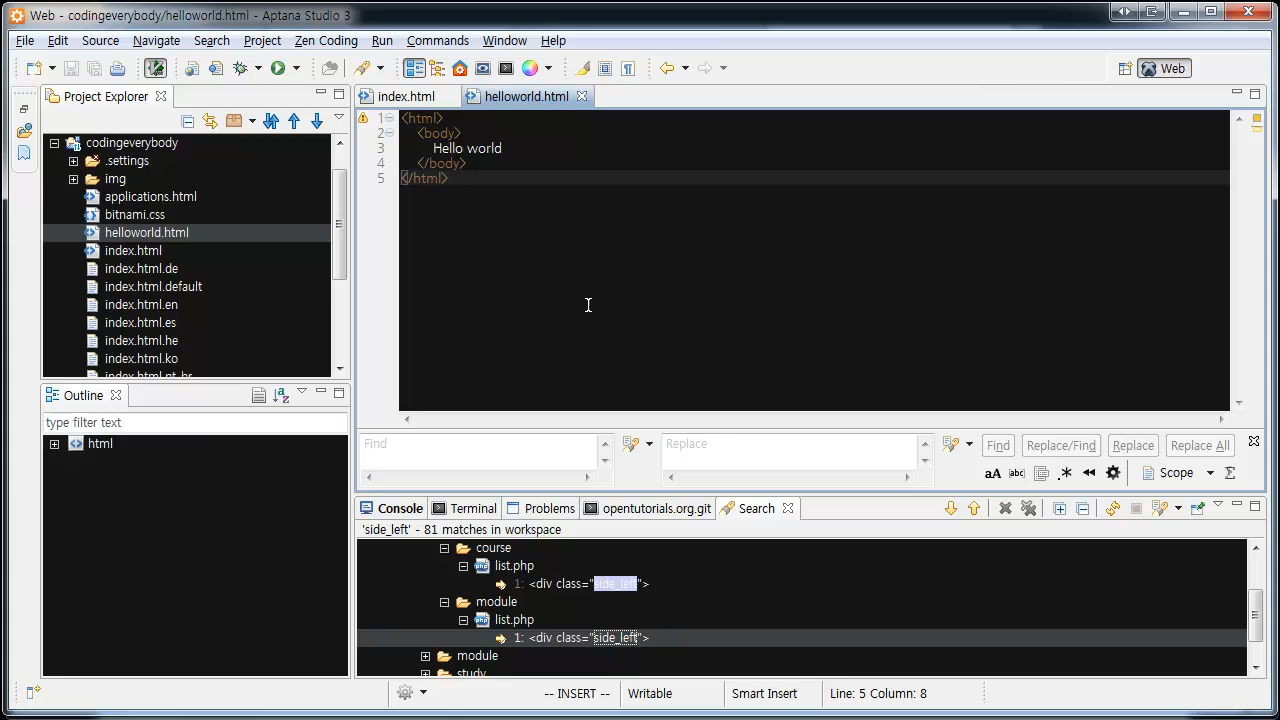 Web - codingeverybody/helloworld.html - Aptana Studio 3
File Edit Source Navigate Search Project Zen Coding Run Commands Window Help
Web
Project Explorer
codingeverybody
.settings
img
applications.html
bitnami.css
helloworld.html
index.html
index.html.de
index.html.default
index.html.en
index.html.es
index.html.he
index.html.ko
index.html.pt_br
Outline
type filter text
html
index.html helloworld.html
1 <html>
2 <body>
3 Hello world
4 </body>
5 </html>
Find Replace Find Replace/Find Replace Replace All
Scope
Console Terminal Problems opentutorials.org.git Search
'side_left' - 81 matches in workspace
course
list.php
1: <div class="side_left">
module
list.php
1: <div class="side_left">
module
study
-- INSERT -- Writable Smart Insert Line: 5 Column: 8